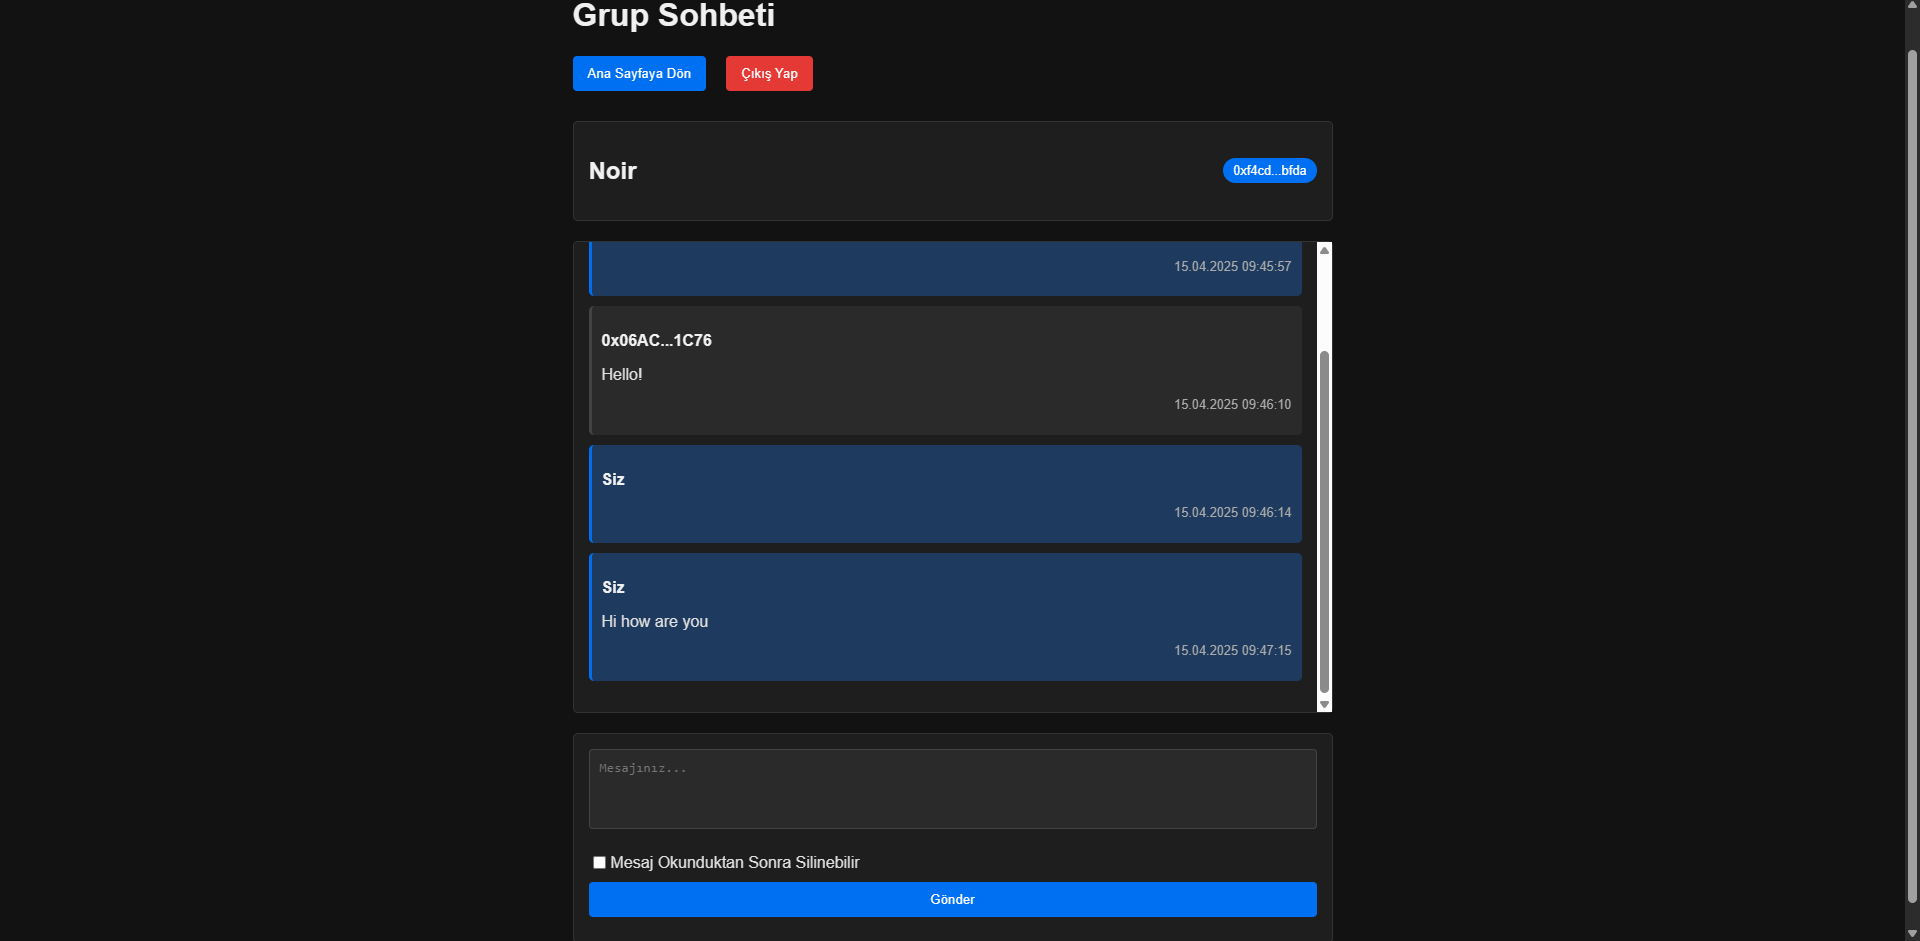 Grup Sohbeti
Ana Sayfaya Dön
Çıkış Yap
Noir
0xf4cd...bfda
15.04.2025 09:45:57
0x06AC...1C76
Hello!
15.04.2025 09:46:10
Siz
15.04.2025 09:46:14
Siz
Hi how are you
15.04.2025 09:47:15
Mesajınız...
Mesaj Okunduktan Sonra Silinebilir
Gönder